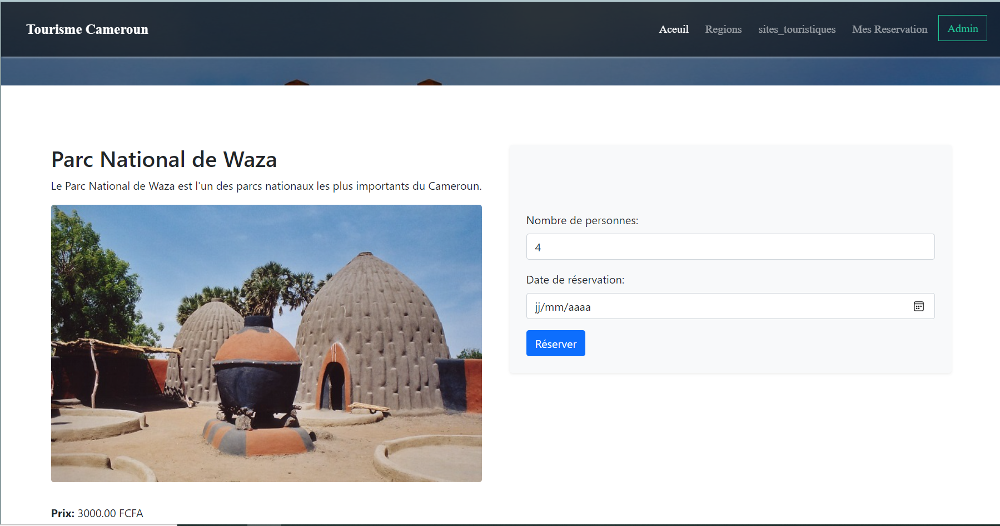 Tourisme Cameroun
Aceuil
Regions
sites_touristiques
Mes Reservation
Admin
Parc National de Waza
Le Parc National de Waza est l'un des parcs nationaux les plus importants du Cameroun.
Nombre de personnes:
4
Date de réservation:
jj/mm/aaaa
Réserver
Prix: 3000.00 FCFA